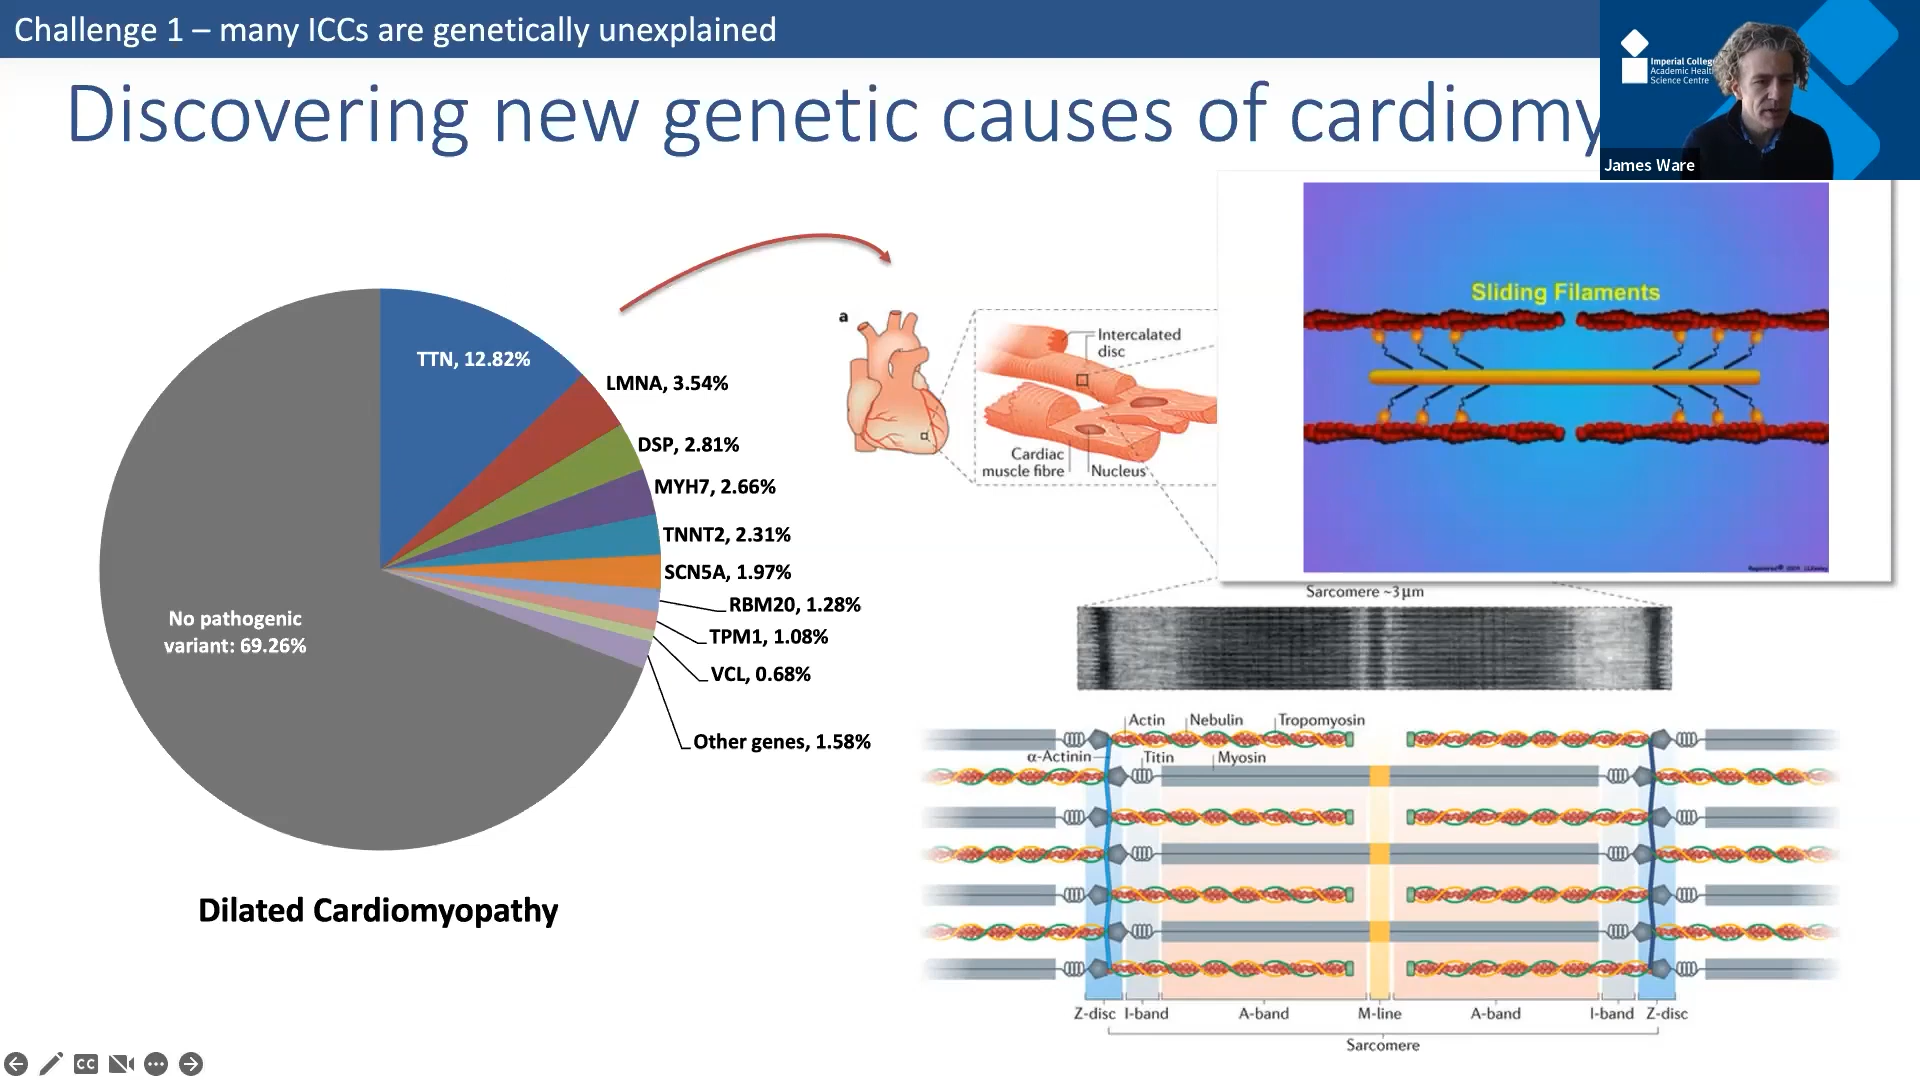 Challenge 1 – many ICCs are genetically unexplained
Discovering new genetic causes of cardiomy
Imperial College
Academic Health
Science Centre
James Ware
TTN, 12.82%
LMNA, 3.54%
DSP, 2.81%
MYH7, 2.66%
TNNT2, 2.31%
SCN5A, 1.97%
RBM20, 1.28%
TPM1, 1.08%
VCL, 0.68%
Other genes, 1.58%
No pathogenic
variant: 69.26%
Dilated Cardiomyopathy
a
Intercalated
disc
Cardiac
muscle fibre
Nucleus
Sliding Filaments
Sarcomere ~3 μm
Actin
Nebulin
Tropomyosin
α-Actinin
Titin
Myosin
Z-disc
I-band
A-band
M-line
A-band
I-band
Z-disc
Sarcomere
CC